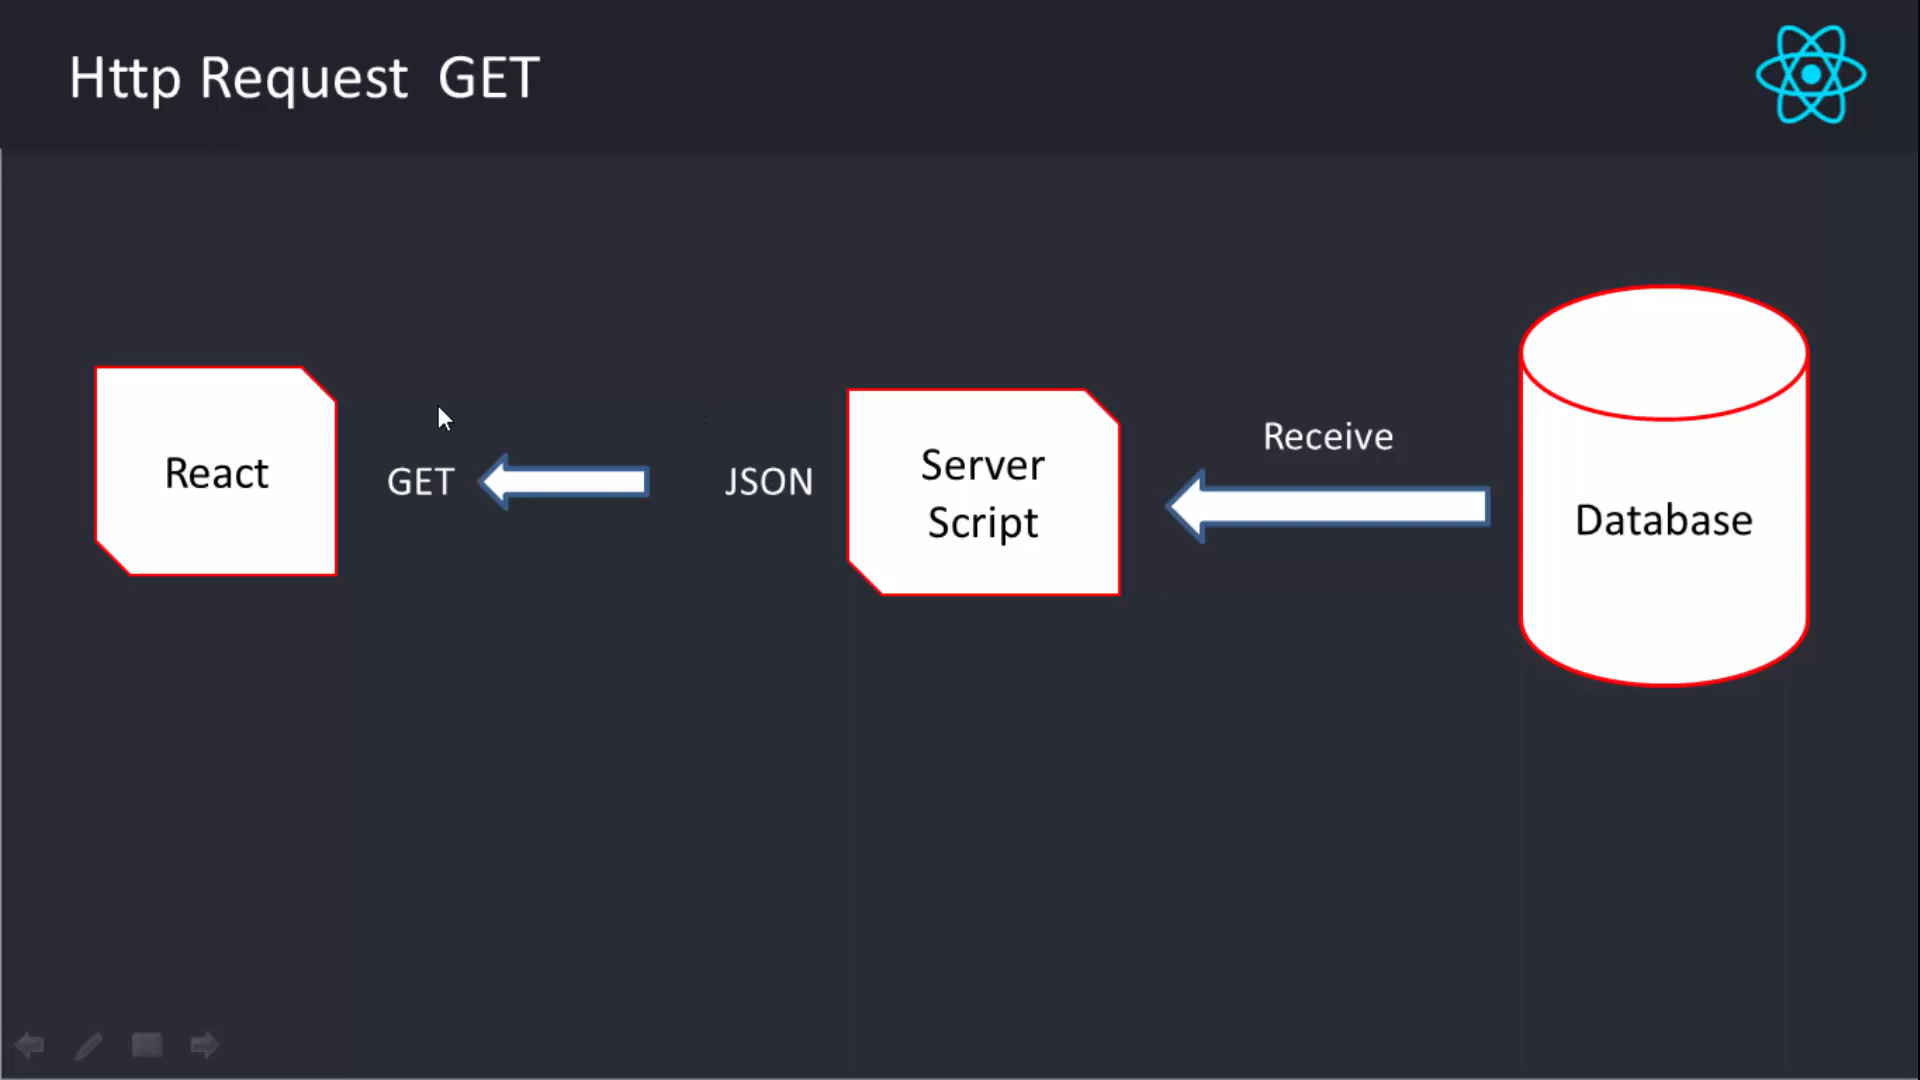 Http Request  GET
React
GET
JSON
Server
Script
Receive
Database